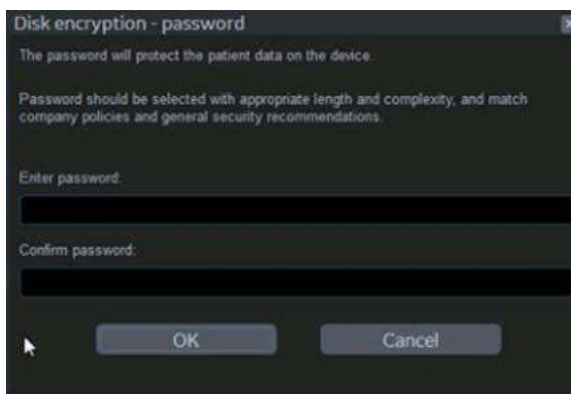 Disk encryption - password
The password will protect the patient data on the device.
Password should be selected with appropriate length and complexity, and match
company policies and general security recommendations.
Enter password:
Confirm password:
OK
Cancel